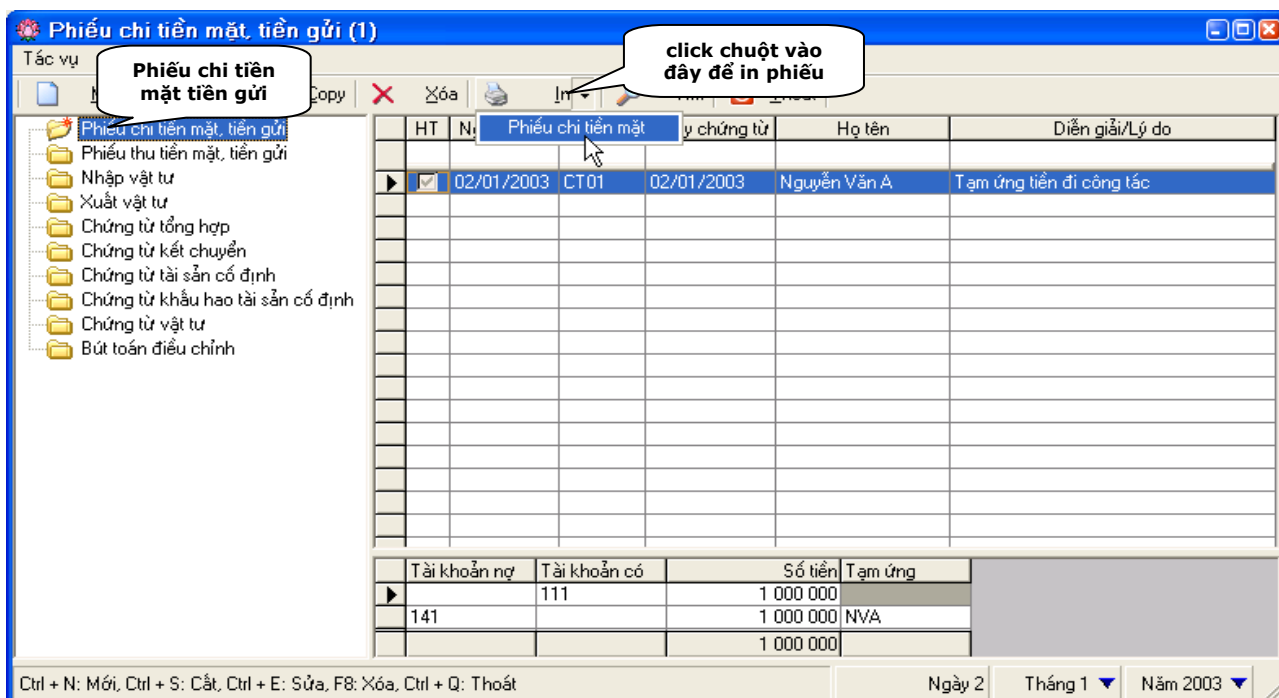 Phiếu chi tiền mặt, tiền gửi (1)
Tác vụ
Phiếu chi tiền
mặt tiền gửi
click chuột vào
đây để in phiếu
Copy Xóa In
Phiếu chi tiền mặt
Phiếu chi tiền mặt, tiền gửi
Phiếu thu tiền mặt, tiền gửi
Nhập vật tư
Xuất vật tư
Chứng từ tổng hợp
Chứng từ kết chuyển
Chứng từ tài sản cố định
Chứng từ khấu hao tài sản cố định
Chứng từ vật tư
Bút toán điều chỉnh
HT y chứng từ Họ tên Diễn giải/Lý do
02/01/2003 CT01 02/01/2003 Nguyễn Văn A Tạm ứng tiền đi công tác
Tài khoản nợ Tài khoản có Số tiền Tạm ứng
111 1 000 000
141 1 000 000 NVA
1 000 000
Ctrl + N: Mới, Ctrl + S: Cất, Ctrl + E: Sửa, F8: Xóa, Ctrl + Q: Thoát Ngày 2 Tháng 1 Năm 2003